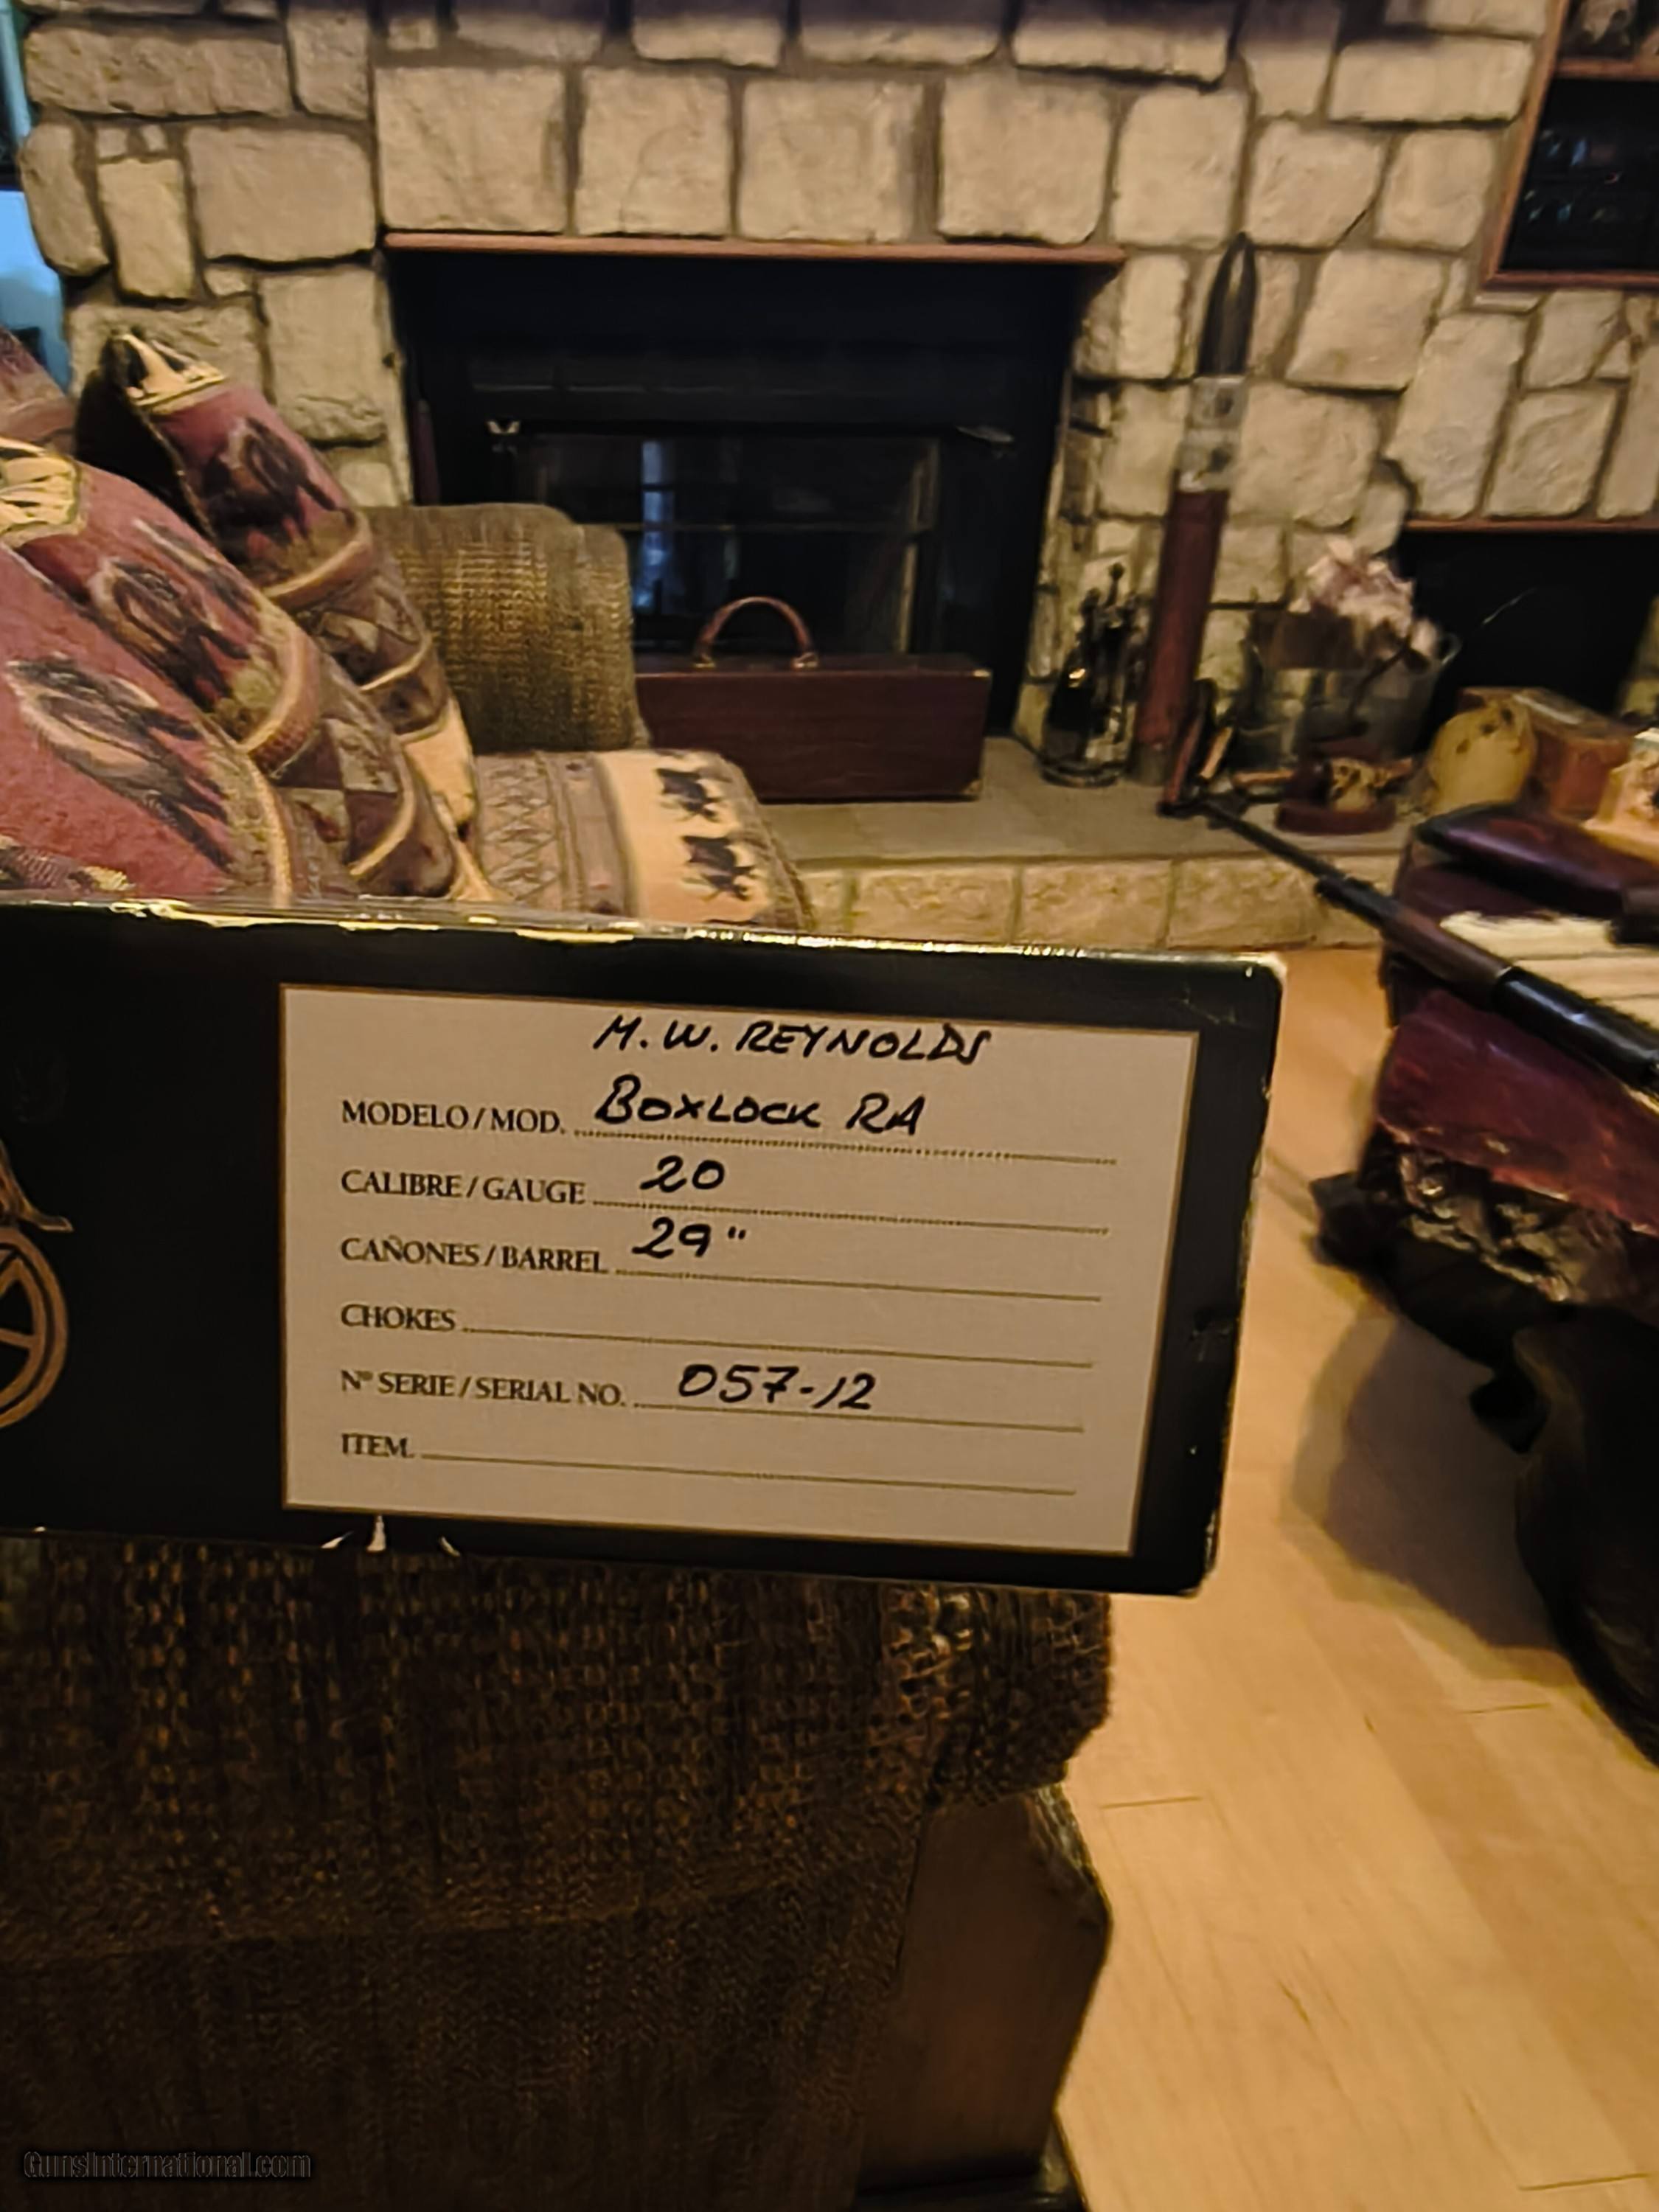 M. W. REYNOLDS
MODELO / MOD. BOXLOCK RA
CALIBRE / GAUGE 20
CAÑONES / BARREL 29"
CHOKES
Nº SERIE / SERIAL NO. 057-12
ITEM.
GunsInternational.com